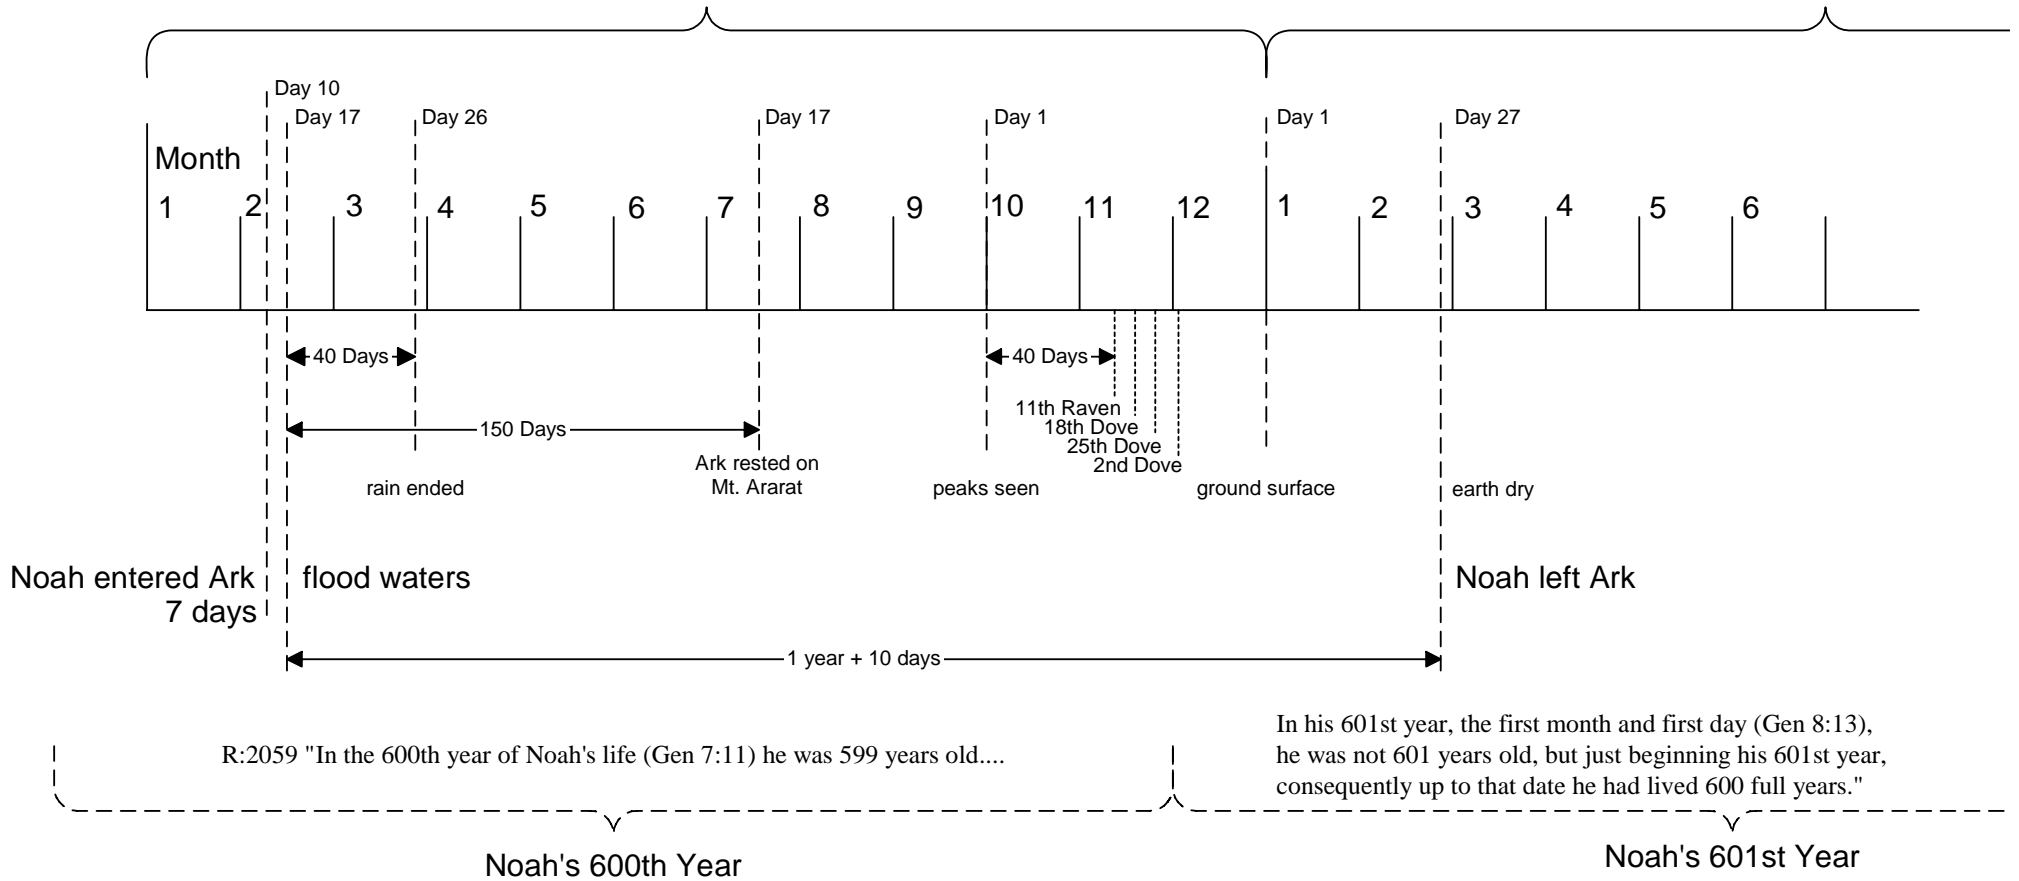 Day 10
Day 17
Day 26
Day 17
Day 1
Day 1
Day 27
Month
1 2 3 4 5 6 7 8 9 10 11 12 1 2 3 4 5 6
40 Days
40 Days
11th Raven
18th Dove
25th Dove
2nd Dove
150 Days
Ark rested on
Mt. Ararat
rain ended
peaks seen
ground surface
earth dry
Noah entered Ark
7 days
flood waters
Noah left Ark
1 year + 10 days
R:2059 "In the 600th year of Noah's life (Gen 7:11) he was 599 years old....
In his 601st year, the first month and first day (Gen 8:13),
he was not 601 years old, but just beginning his 601st year,
consequently up to that date he had lived 600 full years."
Noah's 600th Year
Noah's 601st Year